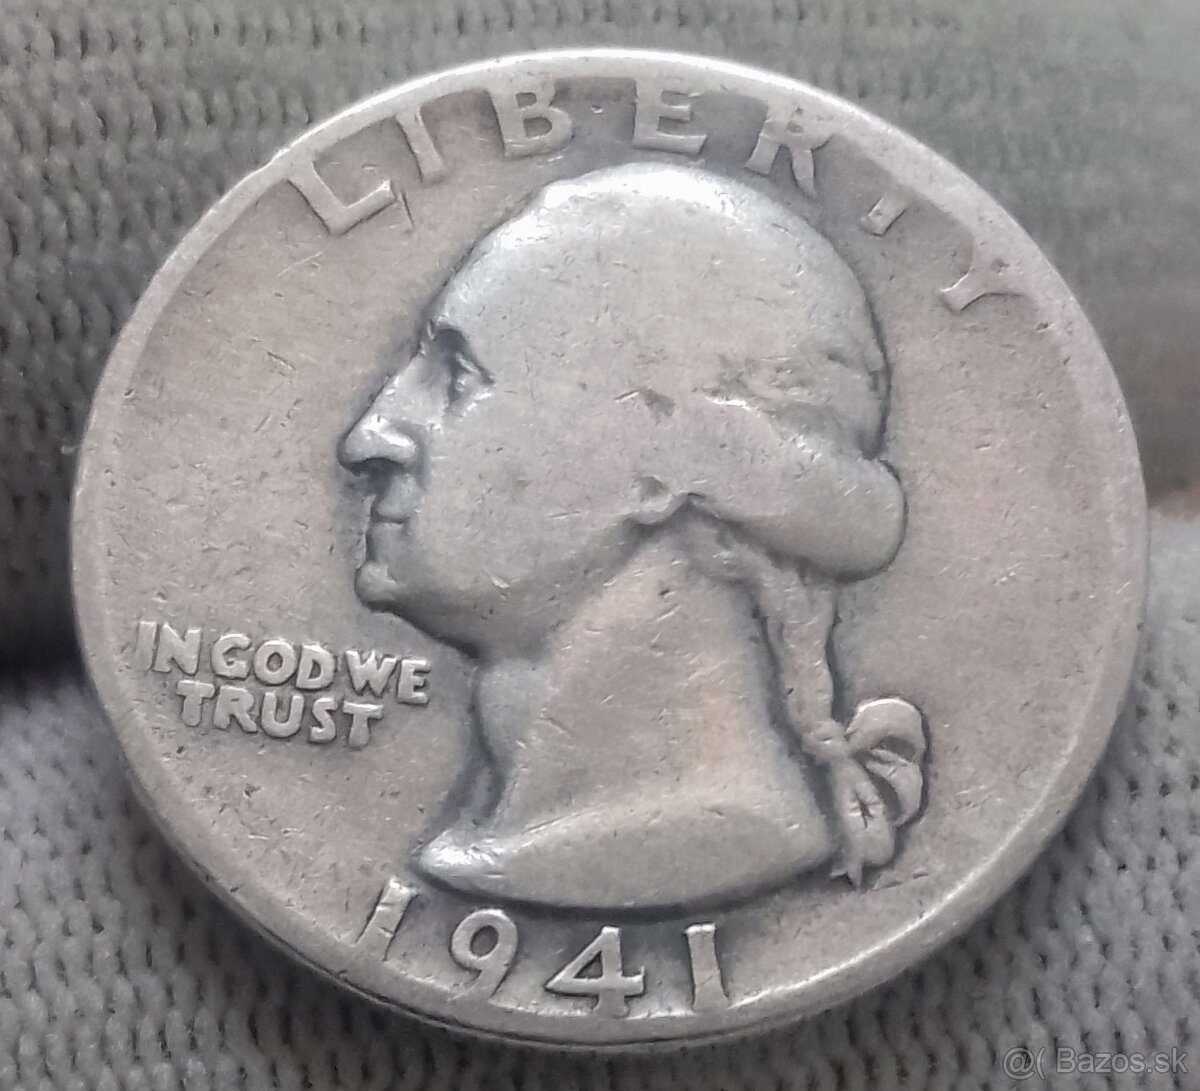 LIBERTY
IN GOD WE
TRUST
1941
@( Bazos.sk